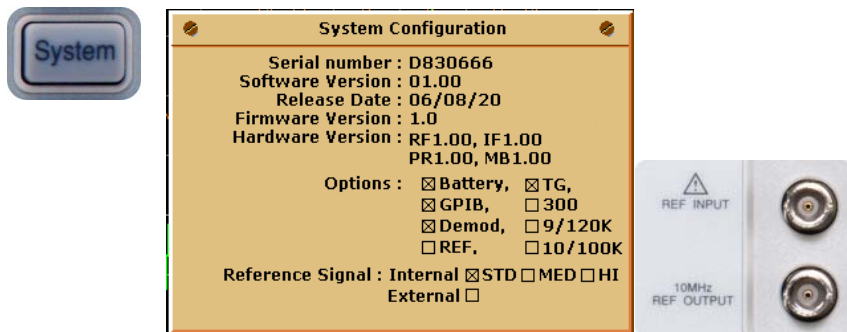 System
System Configuration
Serial number : D830666
Software Version : 01.00
Release Date : 06/08/20
Firmware Version : 1.0
Hardware Version : RF1.00, IF1.00
PR1.00, MB1.00
Options : ☒Battery, ☒TG,
☒GPIB, ☐300
☒Demod, ☐9/120K
☐REF, ☐10/100K
Reference Signal : Internal ☒STD☐MED☐HI
External☐
REF INPUT
10MHz
REF OUTPUT